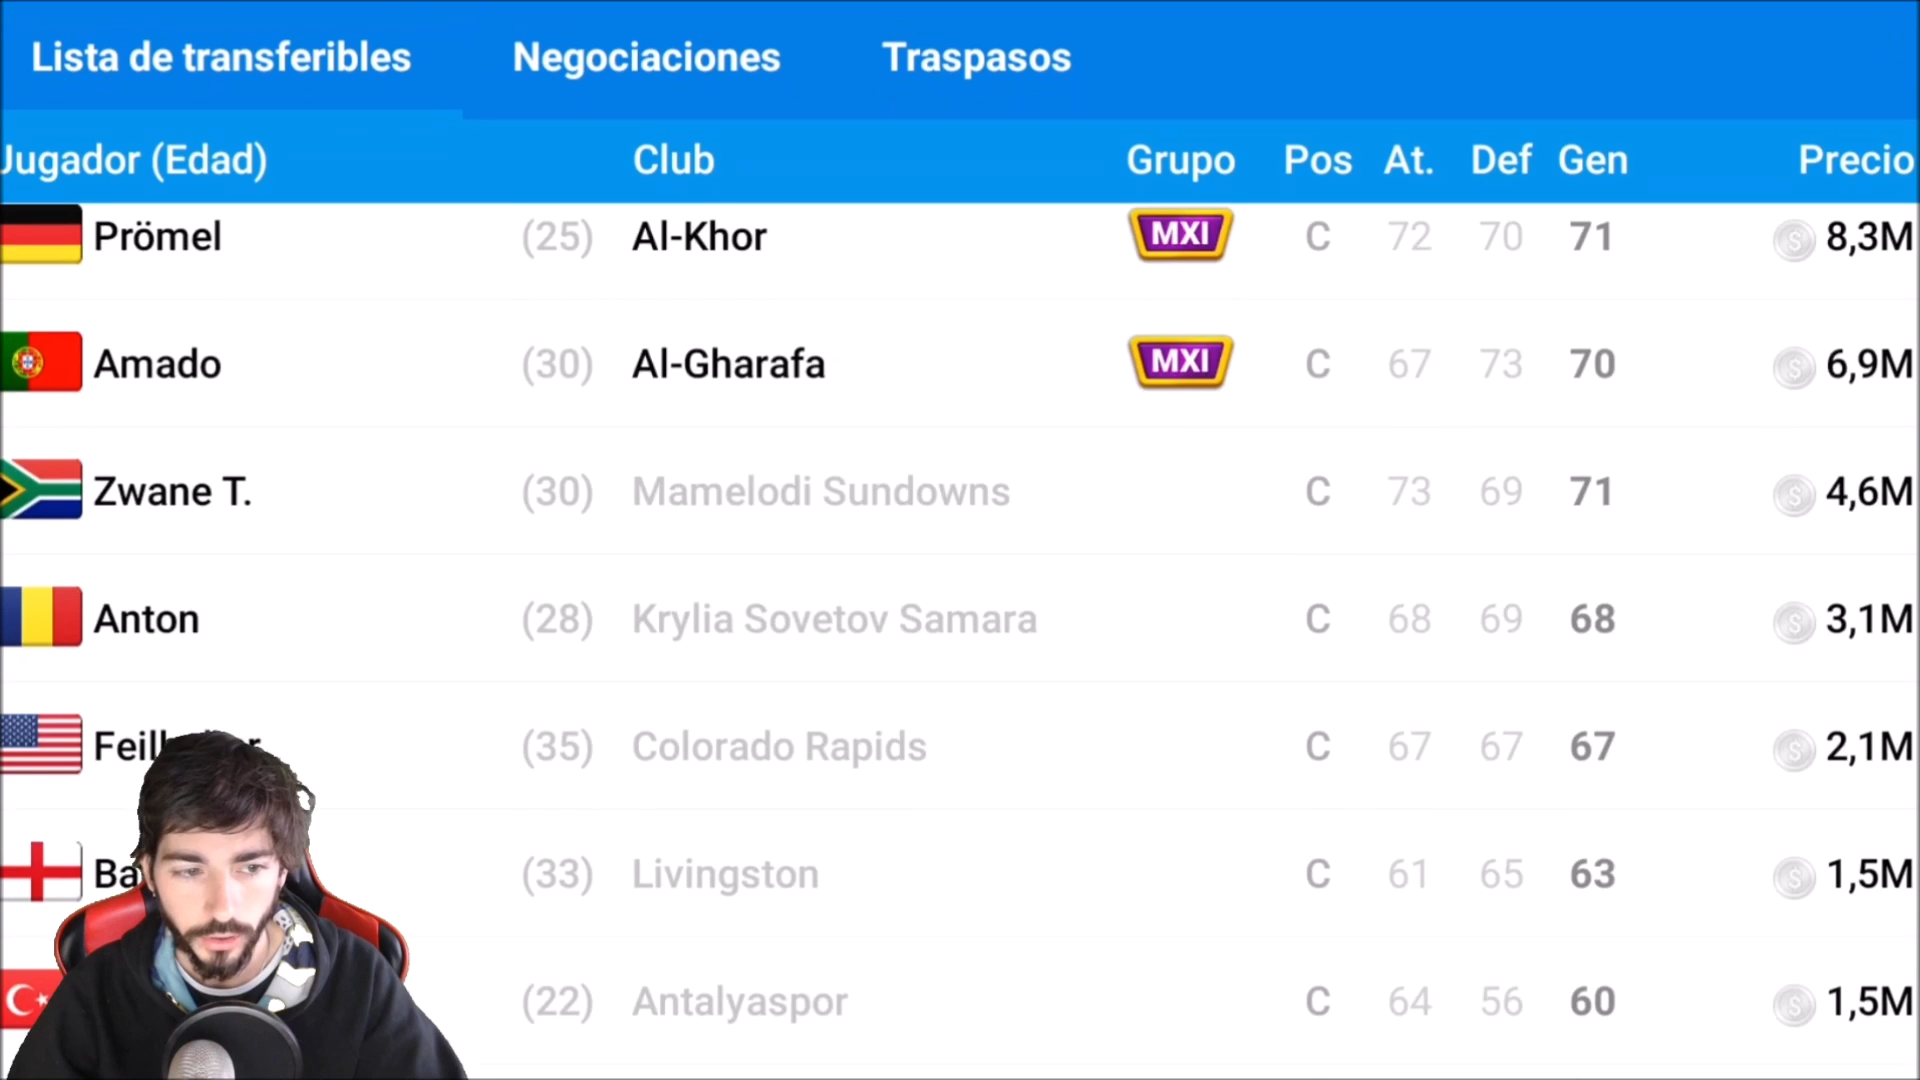 Lista de transferibles Negociaciones Traspasos
Jugador (Edad) Club Grupo Pos At. Def Gen Precio
Prömel (25) Al-Khor MXI C 72 70 71 8,3M
Amado (30) Al-Gharafa MXI C 67 73 70 6,9M
Zwane T. (30) Mamelodi Sundowns C 73 69 71 4,6M
Anton (28) Krylia Sovetov Samara C 68 69 68 3,1M
(35) Colorado Rapids C 67 67 67 2,1M
(33) Livingston C 61 65 63 1,5M
(22) Antalyaspor C 64 56 60 1,5M